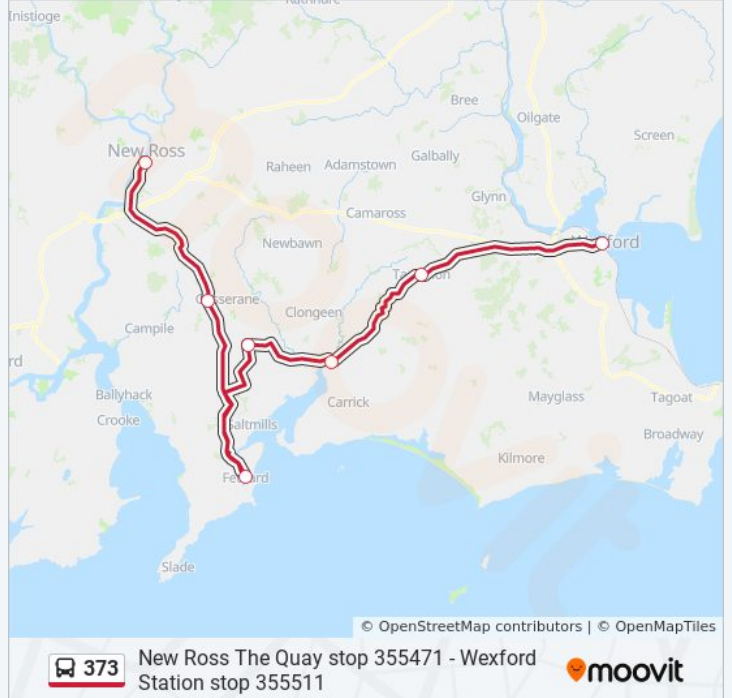 Inistioge
Bree
Oilgate
Screen
New Ross
Raheen
Adamstown
Galbally
Glynn
Camaross
Newbawn
Clongeen
Campile
Ballyhack
Crooke
Carrick
Mayglass
Tagoat
Saltmills
Broadway
Kilmore
Slade
© OpenStreetMap contributors | © OpenMapTiles
373
New Ross The Quay stop 355471 - Wexford
Station stop 355511
moovit